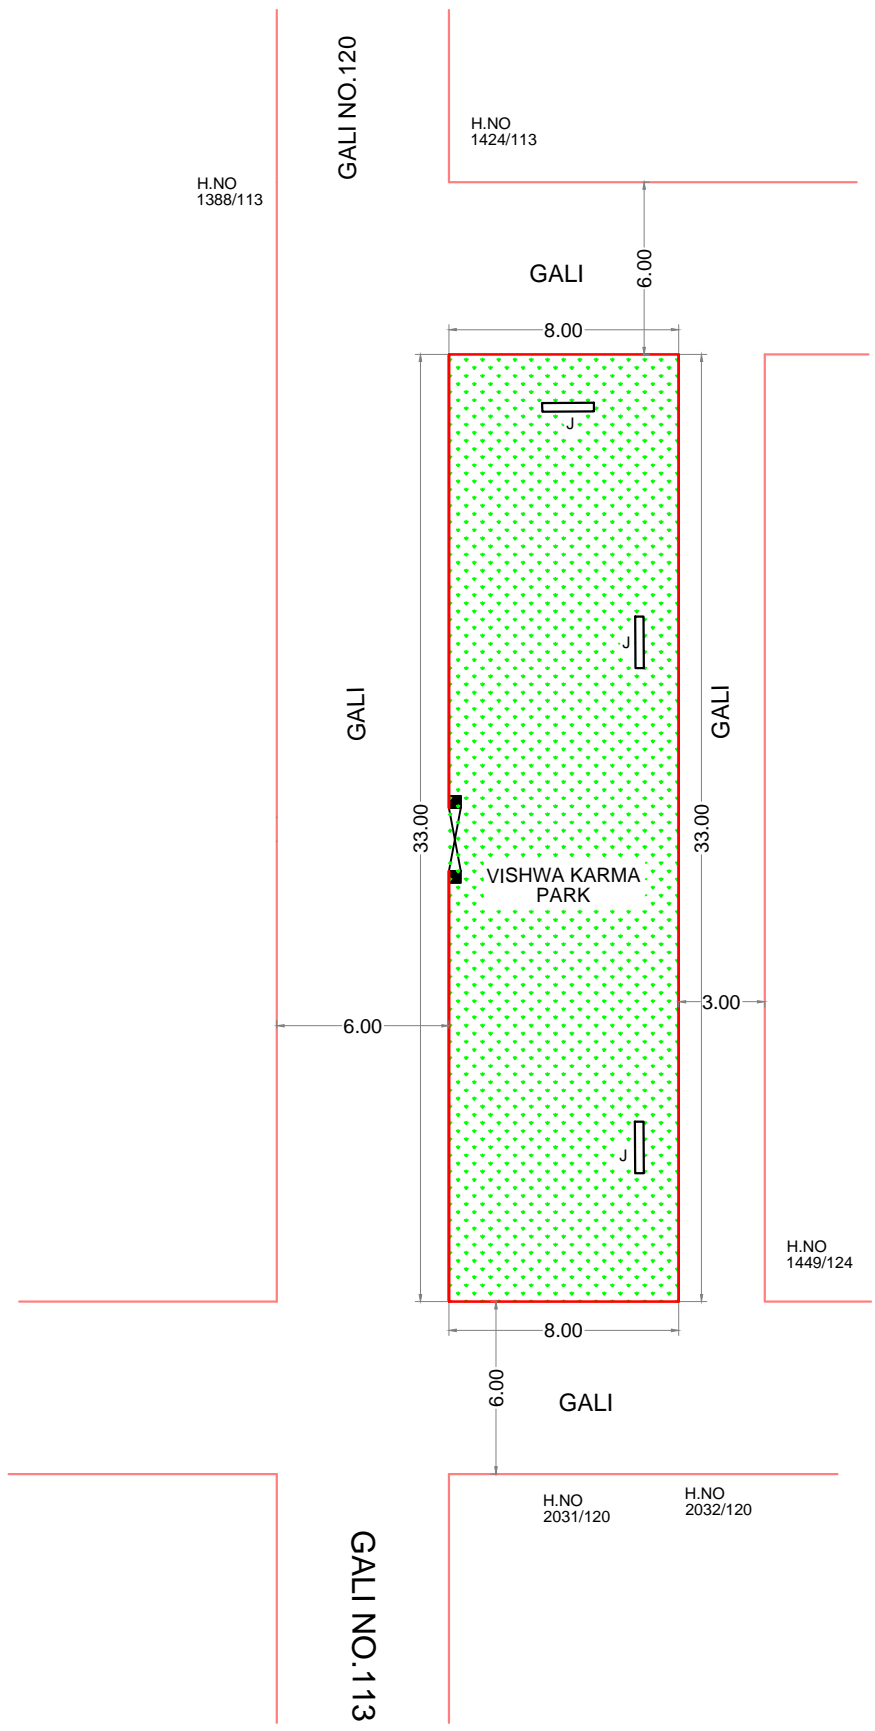 GALI NO.120
H.NO
1424/113
H.NO
1388/113
6.00
GALI
8.00
J
J
GALI
GALI
33.00
33.00
VISHWA KARMA
PARK
3.00
6.00
J
H.NO
1449/124
8.00
6.00
GALI
H.NO
2031/120
H.NO
2032/120
GALI NO.113